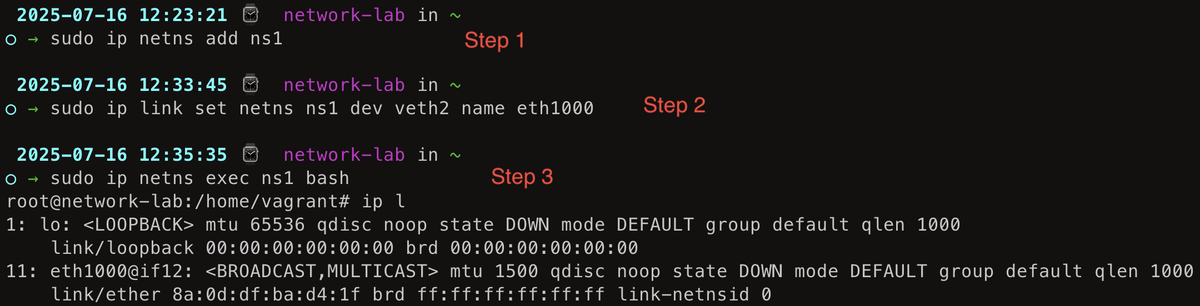 2025-07-16 12:23:21 ⌚ network-lab in ~
○ → sudo ip netns add ns1 Step 1
2025-07-16 12:33:45 ⌚ network-lab in ~
○ → sudo ip link set netns ns1 dev veth2 name eth1000 Step 2
2025-07-16 12:35:35 ⌚ network-lab in ~
○ → sudo ip netns exec ns1 bash Step 3
root@network-lab:/home/vagrant# ip l
1: lo: <LOOPBACK> mtu 65536 qdisc noop state DOWN mode DEFAULT group default qlen 1000
    link/loopback 00:00:00:00:00:00 brd 00:00:00:00:00:00
11: eth1000@if12: <BROADCAST,MULTICAST> mtu 1500 qdisc noop state DOWN mode DEFAULT group default qlen 1000
    link/ether 8a:0d:df:ba:d4:1f brd ff:ff:ff:ff:ff:ff link-netnsid 0